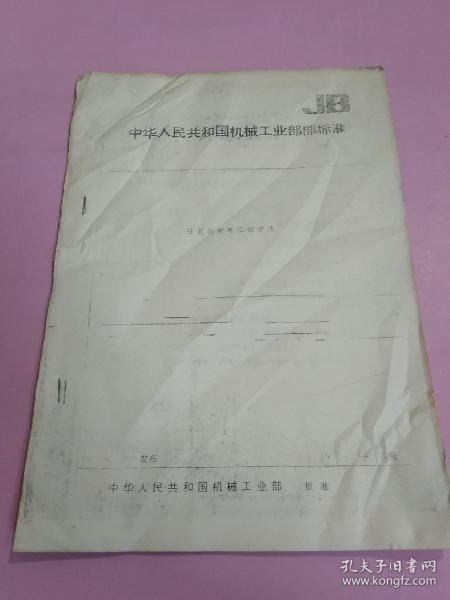 JB
中华人民共和国机械工业部部标准
发布
实施
中华人民共和国机械工业部 批准
孔夫子旧书网
www.kongfz.com